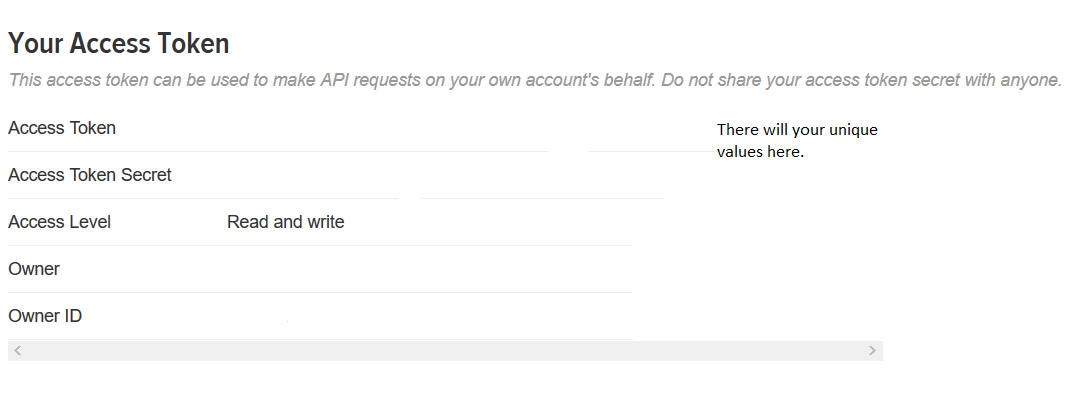 Your Access Token
This access token can be used to make API requests on your own account's behalf. Do not share your access token secret with anyone.
Access Token
There will your unique
values here.
Access Token Secret
Access Level Read and write
Owner
Owner ID